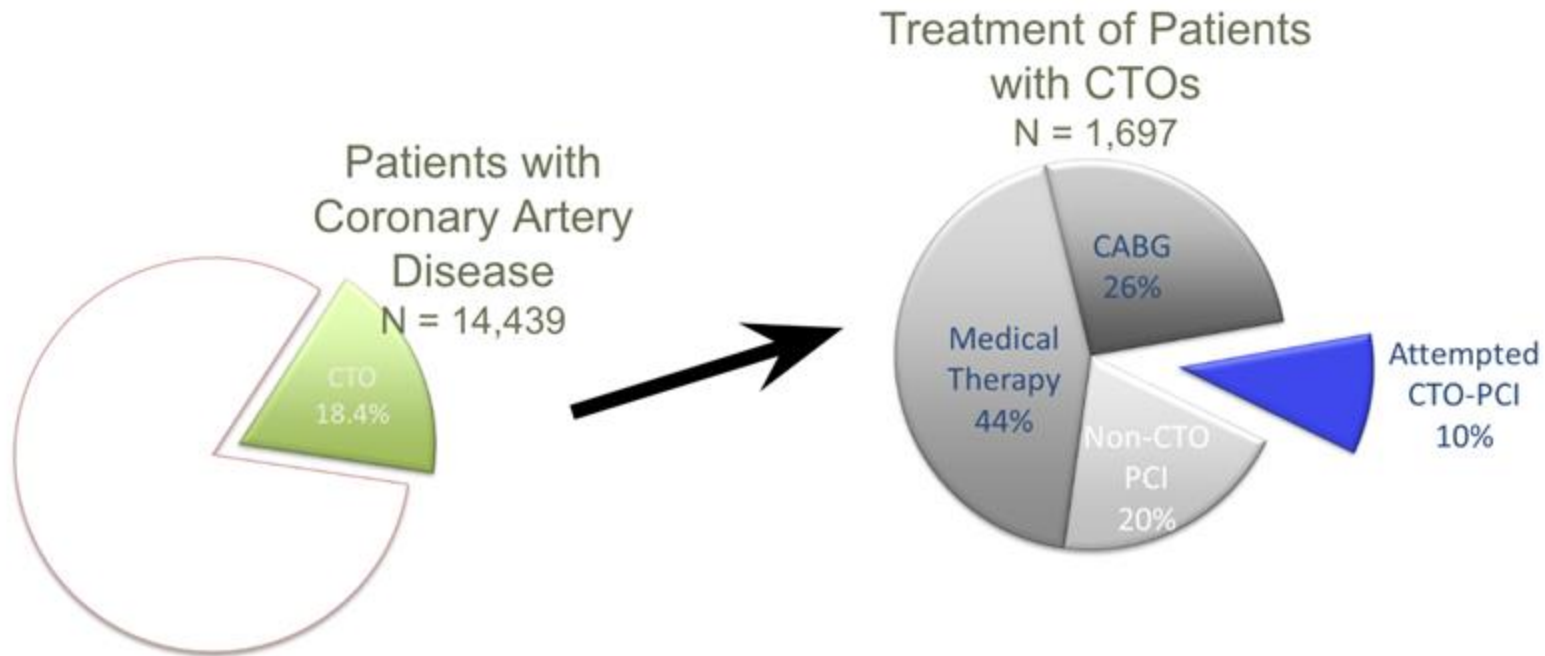 Patients with
Coronary Artery
Disease
N = 14,439
CTO
18.4%
Treatment of Patients
with CTOs
N = 1,697
CABG
26%
Medical
Therapy
44%
Attempted
CTO-PCI
10%
Non-CTO
PCI
20%